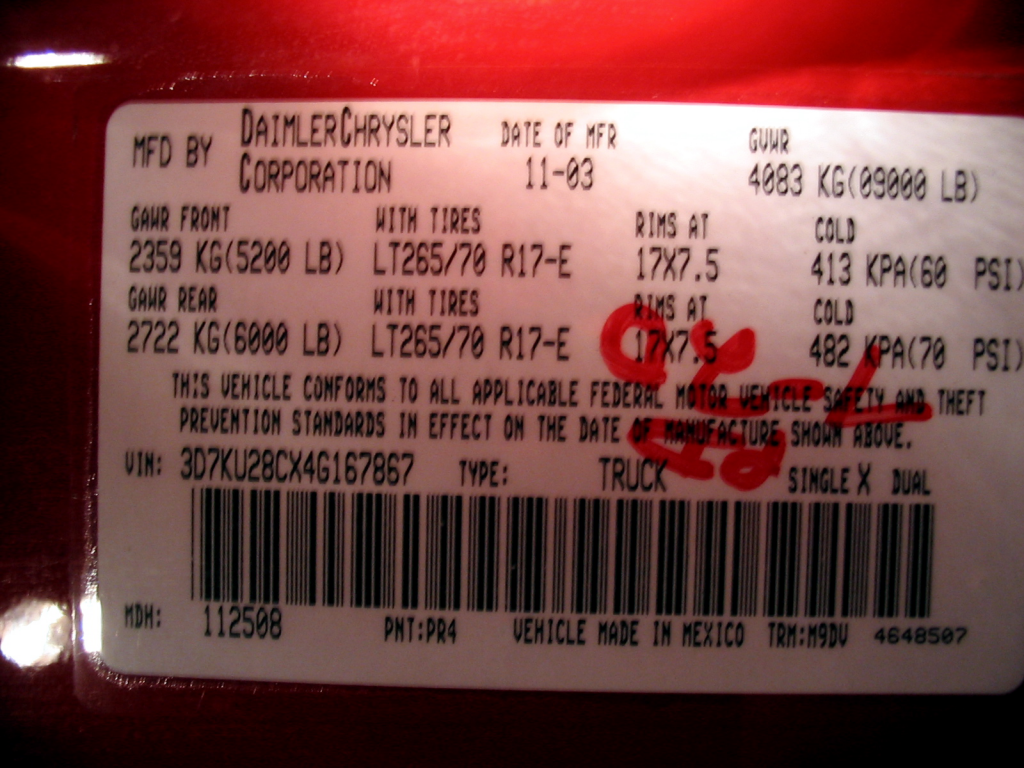 MFD BY DAIMLERCHRYSLER CORPORATION DATE OF MFR 11-03 GVWR 4083 KG(09000 LB)
GAWR FRONT WITH TIRES RIMS AT COLD
2359 KG(5200 LB) LT265/70 R17-E 17X7.5 413 KPA(60 PSI)
GAWR REAR WITH TIRES RIMS AT COLD
2722 KG(6000 LB) LT265/70 R17-E 17X7.5 482 KPA(70 PSI)
THIS VEHICLE CONFORMS TO ALL APPLICABLE FEDERAL MOTOR VEHICLE SAFETY AND THEFT
PREVENTION STANDARDS IN EFFECT ON THE DATE OF MANUFACTURE SHOWN ABOVE.
VIN: 3D7KU28CX4G167867 TYPE: TRUCK SINGLE X DUAL
MDH: 112508 PNT:PR4 VEHICLE MADE IN MEXICO TRM:M9DV 4648507